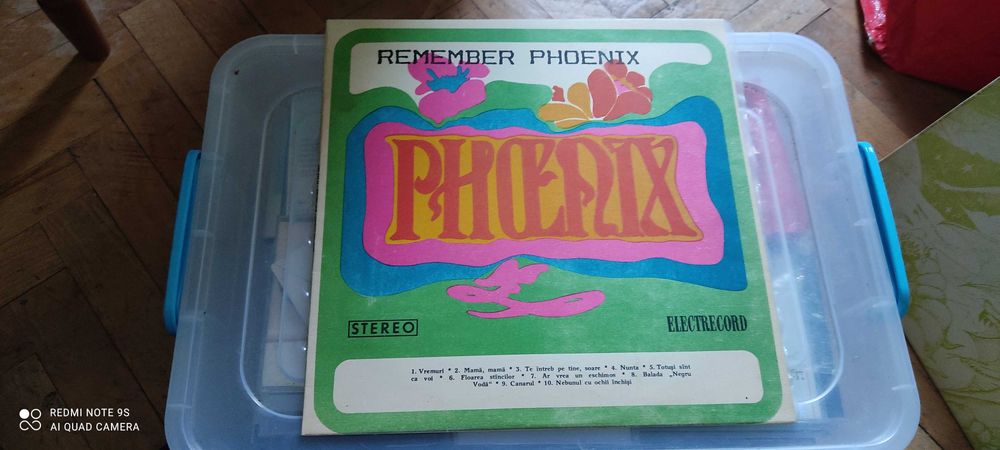 REMEMBER PHOENIX
PHŒNIX
STEREO
ELECTRECORD
1. Vremuri * 2. Mamă, mamă * 3. Te întreb pe tine, soare * 4. Nunta * 5. Totuşi sînt
ca voi * 6. Floarea stîncilor * 7. Ar vrea un eschimos * 8. Balada „Negru
Vodă" * 9. Canarul * 10. Nebunul cu ochii închişi
REDMI NOTE 9S
AI QUAD CAMERA